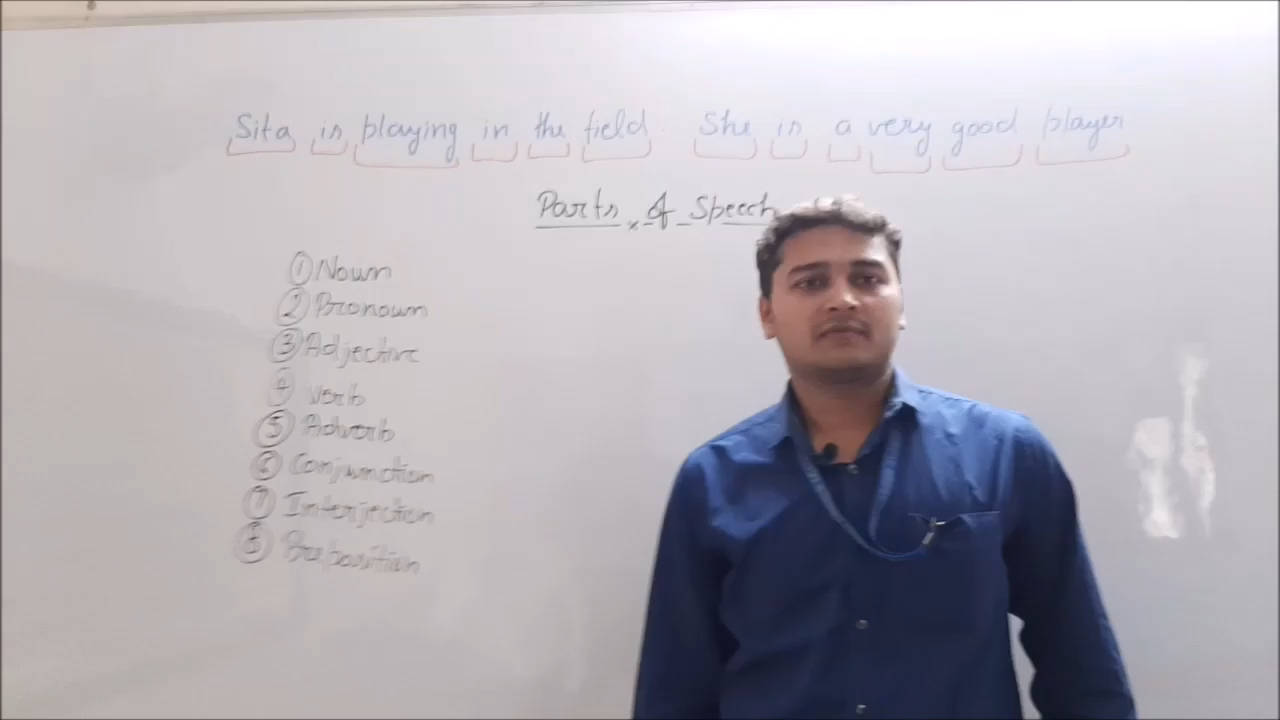 Sita is playing in the field. She is a very good player
Parts of Speech
1 Noun
2 Pronoun
3 Adjective
4 Verb
5 Adverb
6 Conjunction
7 Interjection
8 Preposition